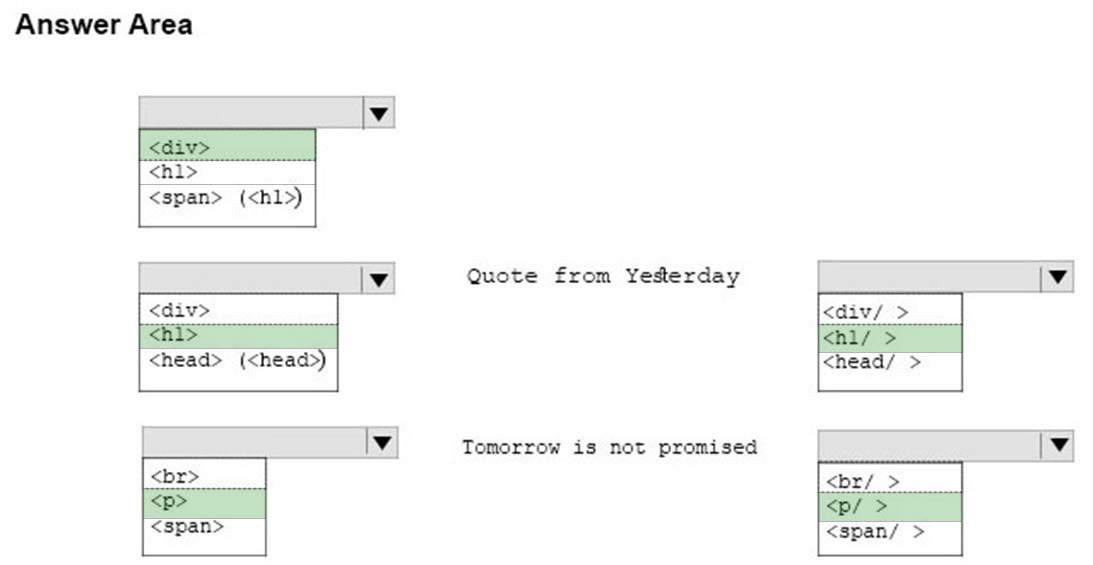 Answer Area
<div>
<hl>
<span> (<hl>)
Quote from Yesterday
<div>
<hl>
<head> (<head>)
<div/ >
<hl/ >
<head/ >
Tomorrow is not promised
<br>
<p>
<span>
<br/ >
<p/ >
<span/ >